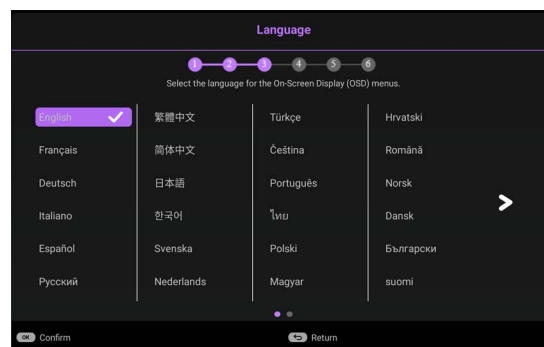 Language
1 2 3 4 5 6
Select the language for the On-Screen Display (OSD) menus.
English
Français
Deutsch
Italiano
Español
Русский
繁體中文
简体中文
日本語
한국어
Svenska
Nederlands
Türkçe
Čeština
Português
ไทย
Polski
Magyar
Hrvatski
Română
Norsk
Dansk
Български
suomi
OK Confirm
Return